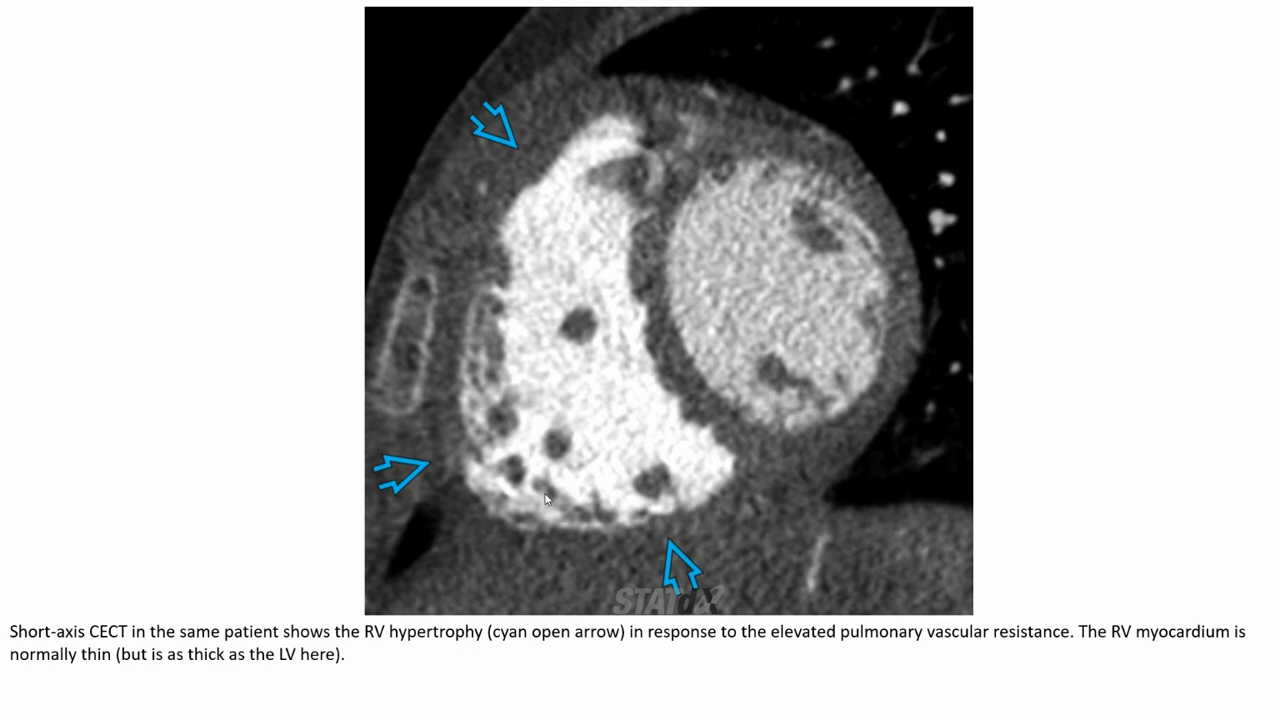 STATdx
Short-axis CECT in the same patient shows the RV hypertrophy (cyan open arrow) in response to the elevated pulmonary vascular resistance. The RV myocardium is
normally thin (but is as thick as the LV here).